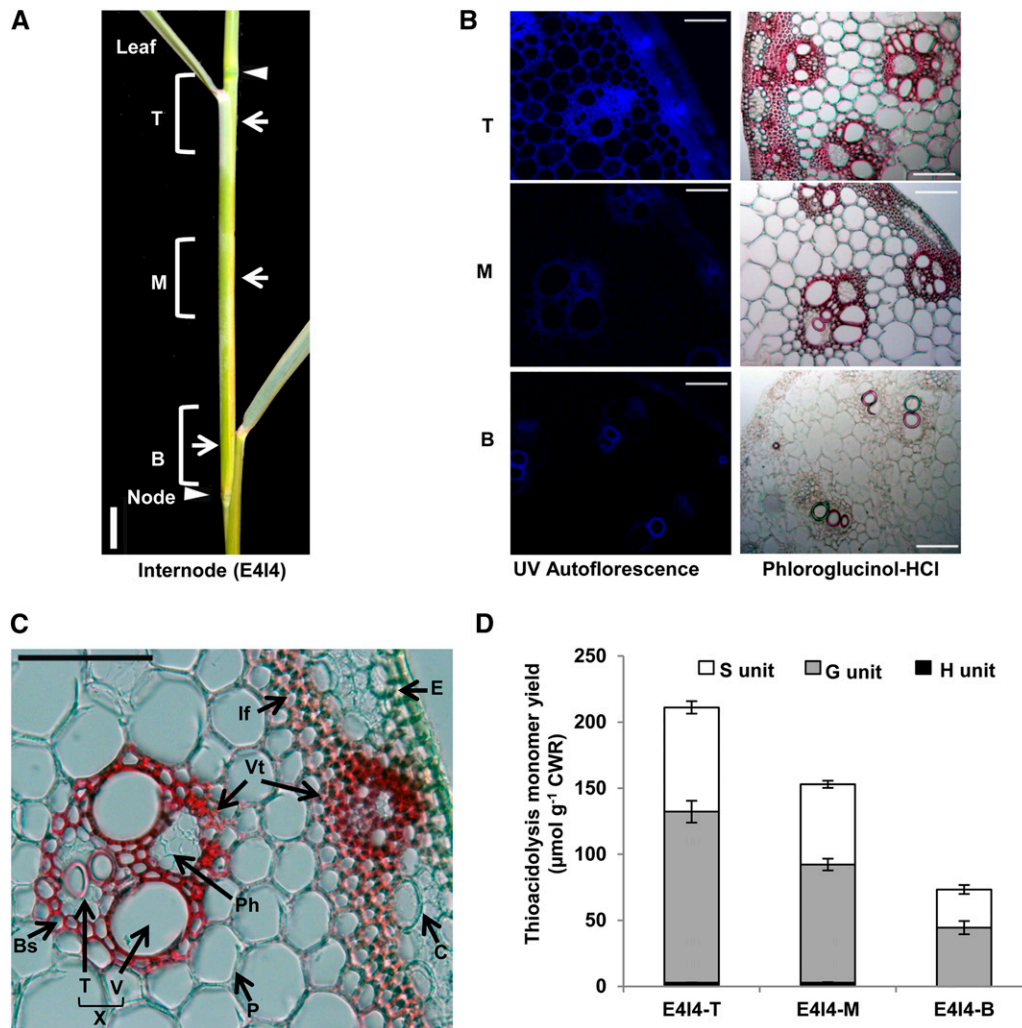 A
Leaf
T
M
B
Node
Internode (E4I4)
B
T
M
B
UV Autoflorescence
Phloroglucinol-HCl
C
E
If
Vt
Ph
Bs
T
V
X
P
C
D
S unit
G unit
H unit
Thioacidolysis monomer yield
(µmol g-1 CWR)
250
200
150
100
50
0
E4I4-T
E4I4-M
E4I4-B